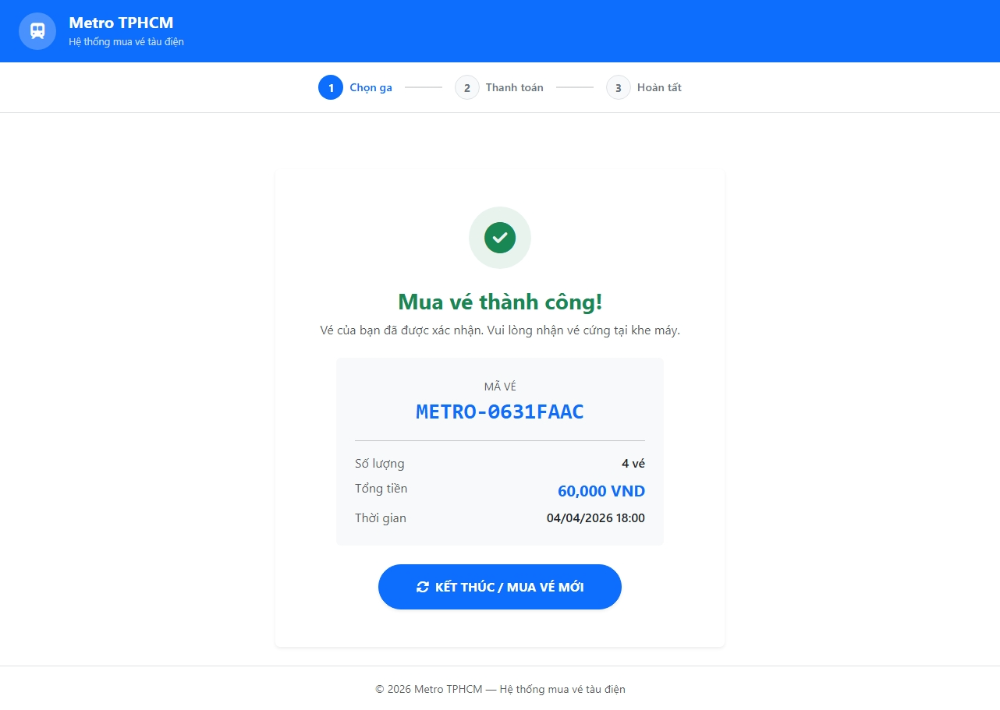 Metro TPHCM
Hệ thống mua vé tàu điện
1 Chọn ga 2 Thanh toán 3 Hoàn tất
Mua vé thành công!
Vé của bạn đã được xác nhận. Vui lòng nhận vé cứng tại khe máy.
MÃ VÉ
METRO-0631FAAC
Số lượng 4 vé
Tổng tiền 60,000 VND
Thời gian 04/04/2026 18:00
KẾT THÚC / MUA VÉ MỚI
© 2026 Metro TPHCM — Hệ thống mua vé tàu điện